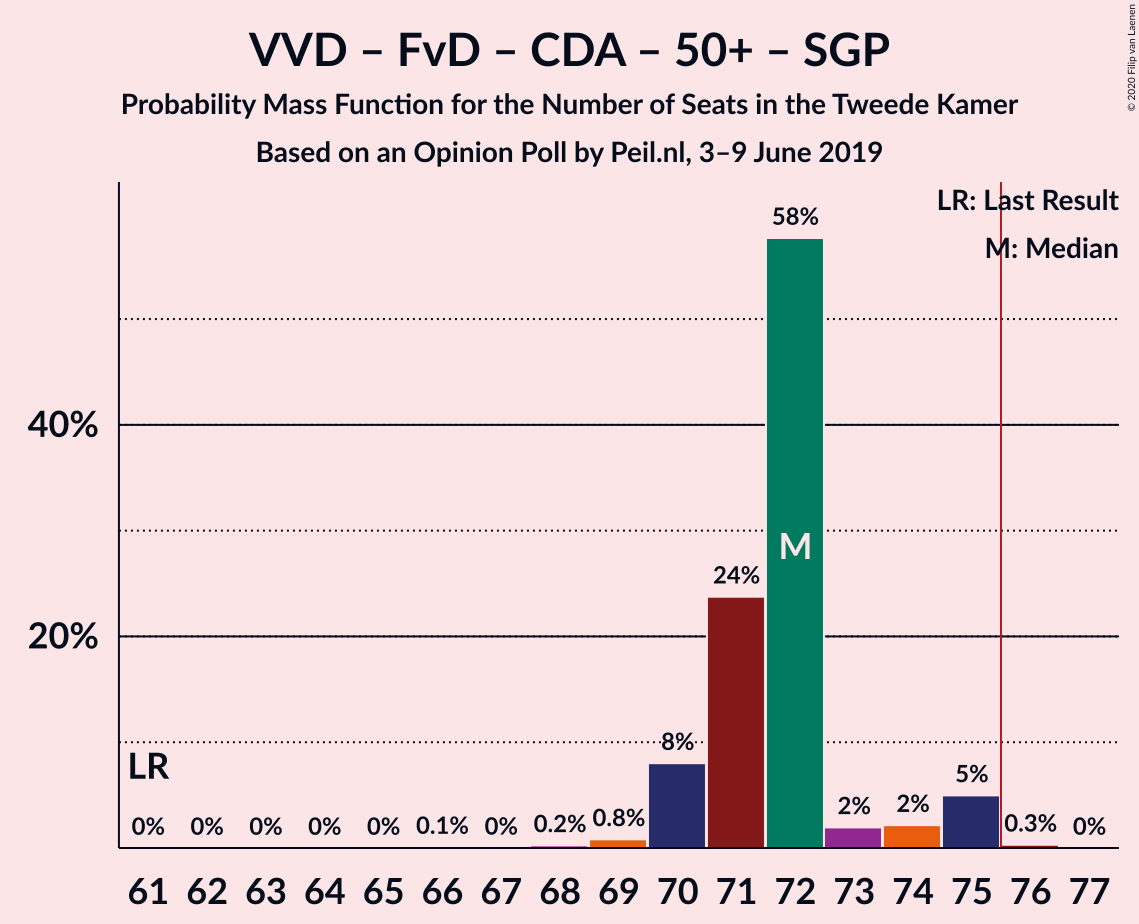 VVD – FvD – CDA – 50+ – SGP
Probability Mass Function for the Number of Seats in the Tweede Kamer
Based on an Opinion Poll by Peil.nl, 3–9 June 2019
© 2020 Filip van Laenen
LR: Last Result
M: Median
58%
40%
M
24%
20%
8%
LR
5%
2%
2%
0.8%
0.3%
0.2%
0% 0% 0% 0% 0% 0.1% 0% 0%
61 62 63 64 65 66 67 68 69 70 71 72 73 74 75 76 77